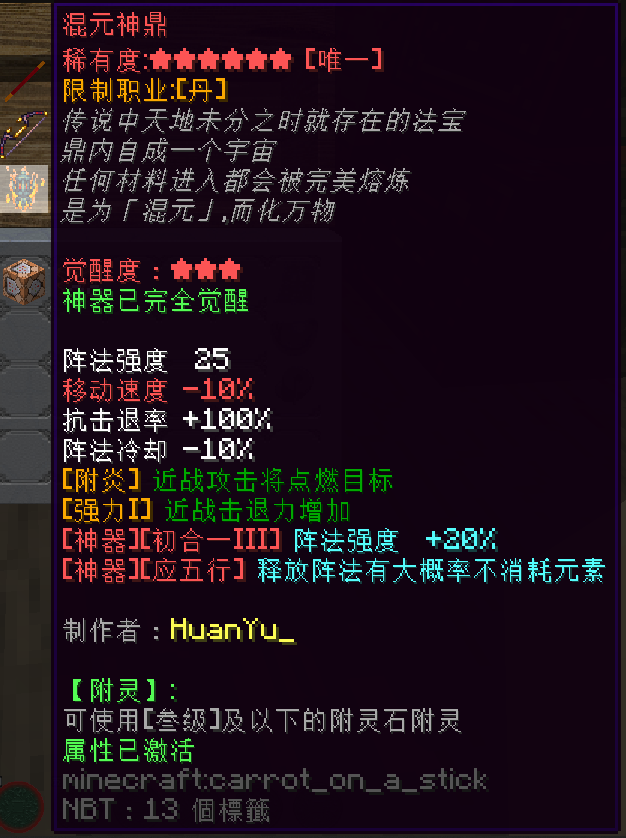 混元神鼎
稀有度:★★★★★★ [唯一]
限制职业:[丹]
传说中天地未分之时就存在的法宝
鼎内自成一个宇宙
任何材料进入都会被完美熔炼
是为「混元」,而化万物
觉醒度：★★★
神器已完全觉醒
阵法强度 25
移动速度 -10%
抗击退率 +100%
阵法冷却 -10%
[附炎] 近战攻击将点燃目标
[强力I] 近战击退力增加
[神器][初合一III] 阵法强度 +20%
[神器][应五行] 释放阵法有大概率不消耗元素
制作者：HuanYu_
【附灵】:
可使用[叁级]及以下的附灵石附灵
属性已激活
minecraft:carrot_on_a_stick
NBT：13 個標籤